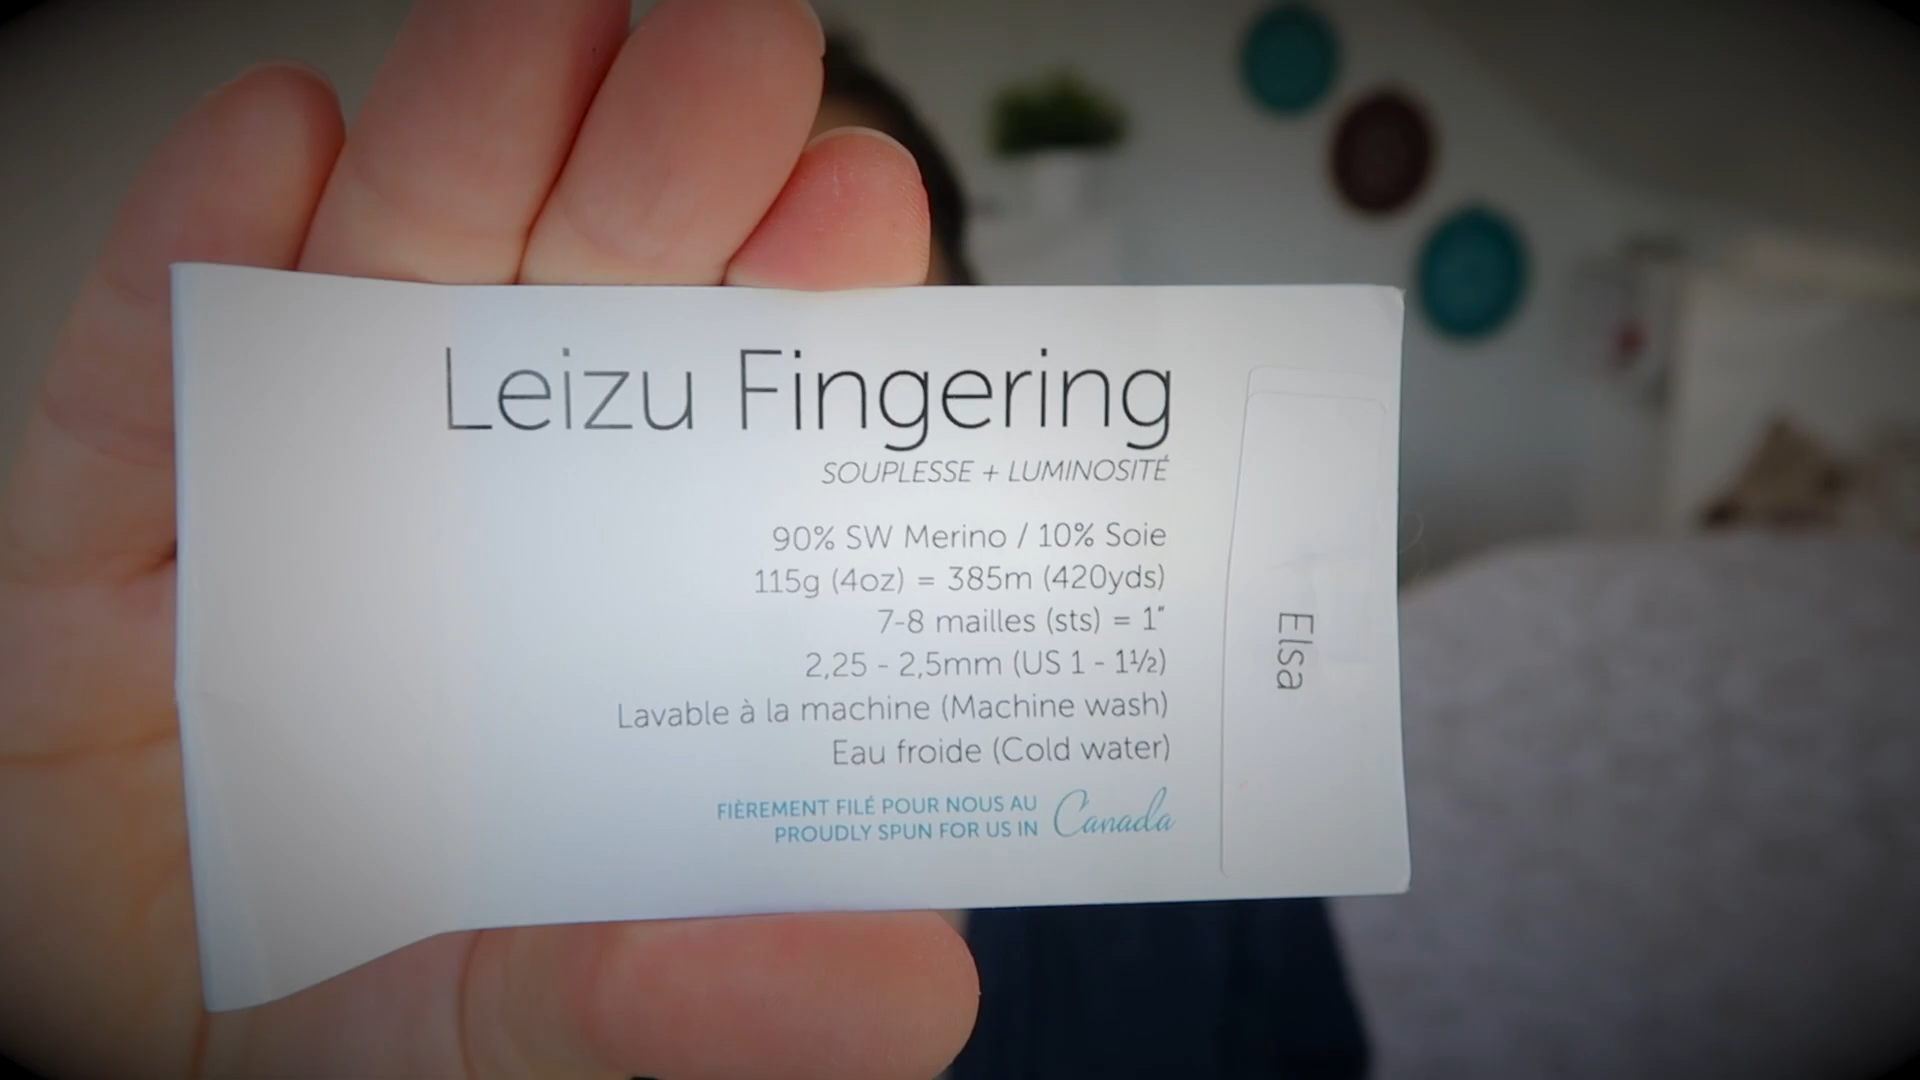 Leizu Fingering
SOUPLESSE + LUMINOSITÉ
90% SW Merino / 10% Soie
115g (4oz) = 385m (420yds)
7-8 mailles (sts) = 1"
2,25 - 2,5mm (US 1 - 1½)
Lavable à la machine (Machine wash)
Eau froide (Cold water)
FIÈREMENT FILÉ POUR NOUS AU
PROUDLY SPUN FOR US IN Canada
Elsa